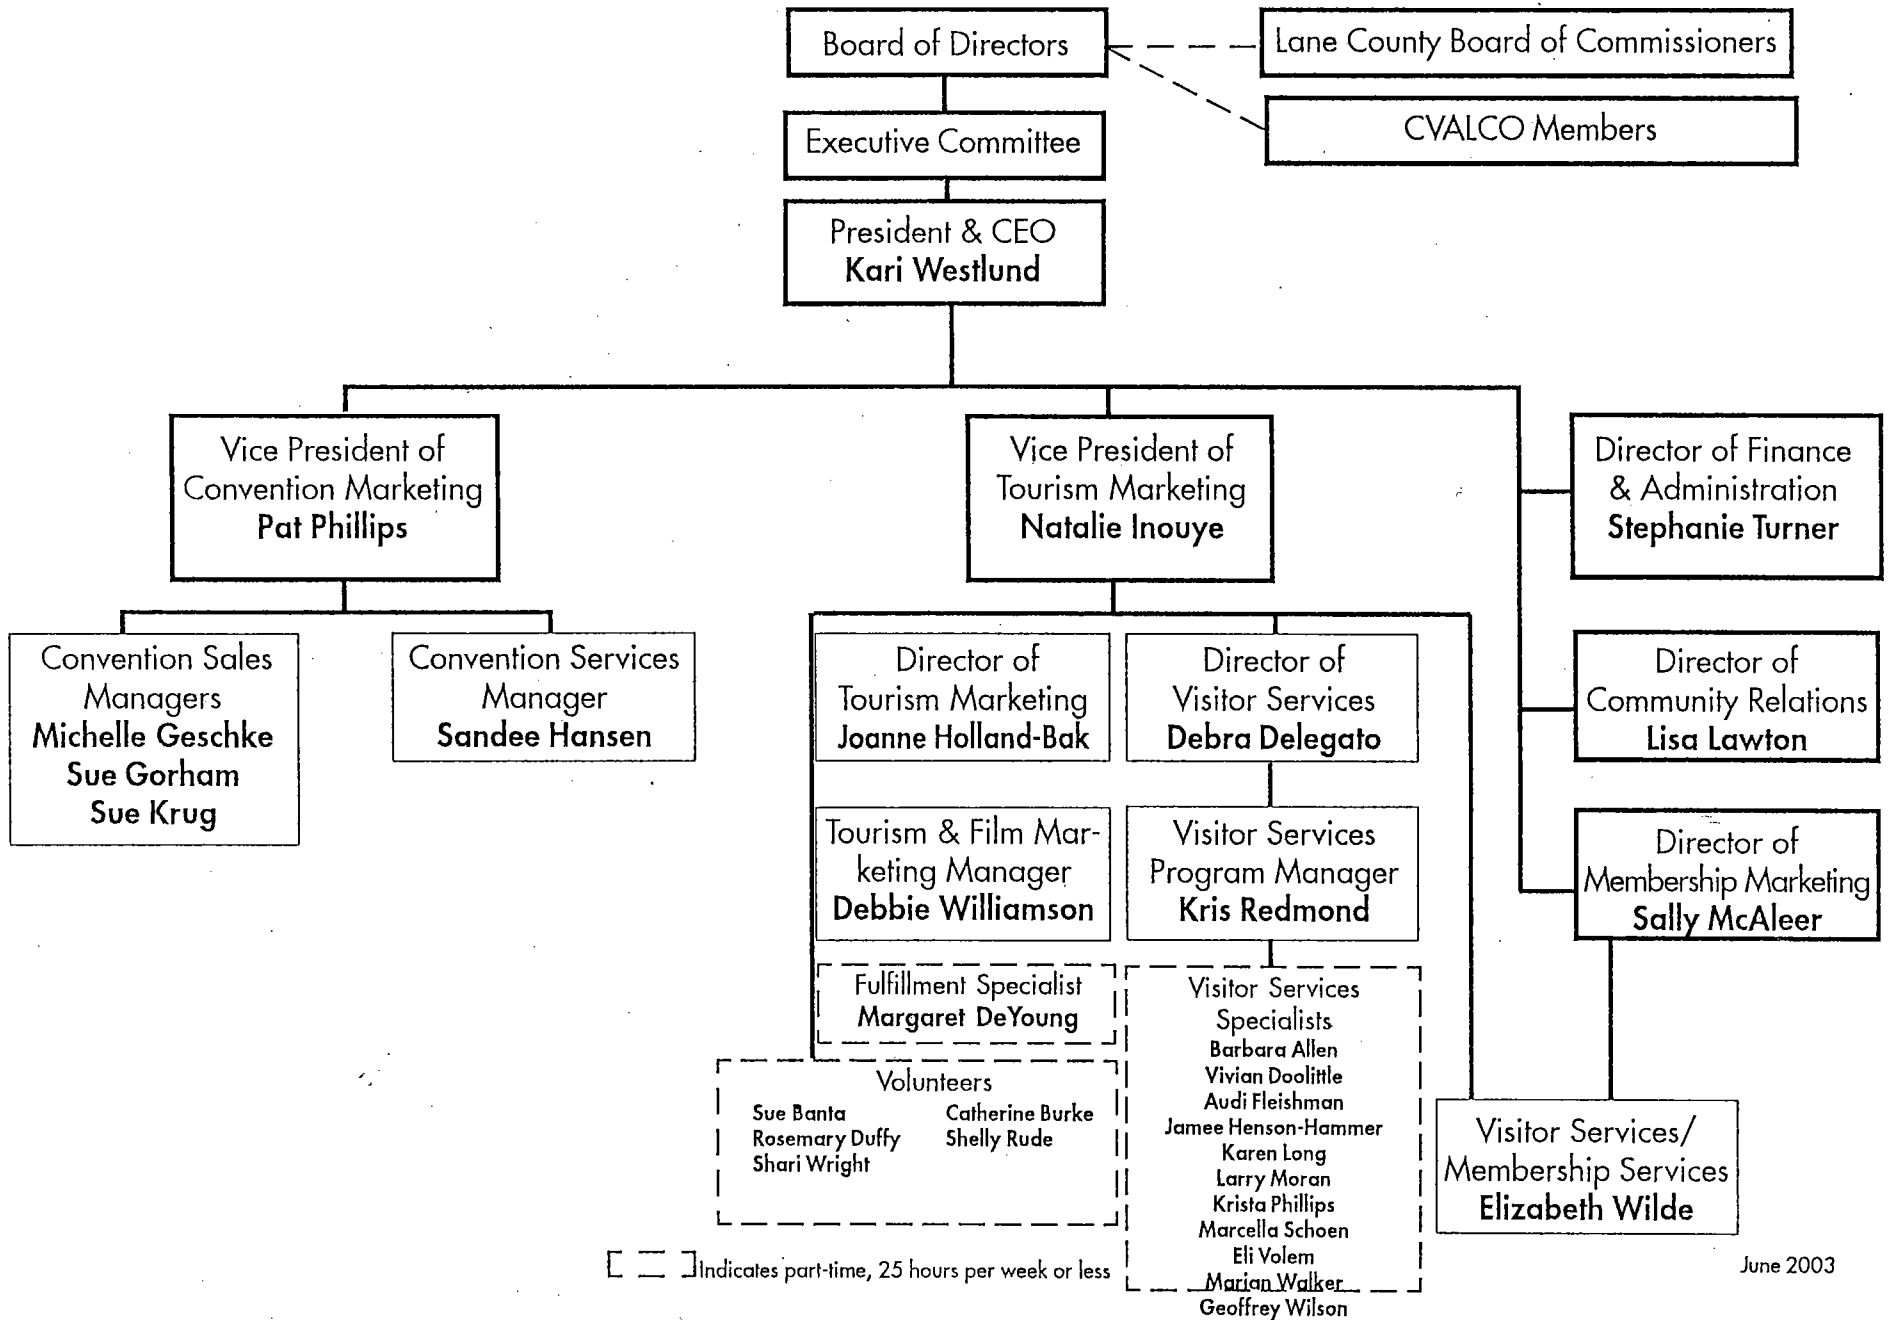 Board of Directors
Lane County Board of Commissioners
CVALCO Members
Executive Committee
President & CEO
Kari Westlund
Vice President of
Convention Marketing
Pat Phillips
Vice President of
Tourism Marketing
Natalie Inouye
Director of Finance
& Administration
Stephanie Turner
Convention Sales
Managers
Michelle Geschke
Sue Gorham
Sue Krug
Convention Services
Manager
Sandee Hansen
Director of
Tourism Marketing
Joanne Holland-Bak
Director of
Visitor Services
Debra Delegato
Director of
Community Relations
Lisa Lawton
Tourism & Film Mar-
keting Manager
Debbie Williamson
Visitor Services
Program Manager
Kris Redmond
Director of
Membership Marketing
Sally McAleer
Fulfillment Specialist
Margaret DeYoung
Visitor Services
Specialists
Barbara Allen
Vivian Doolittle
Audi Fleishman
Jamee Henson-Hammer
Karen Long
Larry Moran
Krista Phillips
Marcella Schoen
Eli Volem
Marian Walker
Geoffrey Wilson
Volunteers
Sue Banta
Rosemary Duffy
Shari Wright
Catherine Burke
Shelly Rude
Visitor Services/
Membership Services
Elizabeth Wilde
Indicates part-time, 25 hours per week or less
June 2003